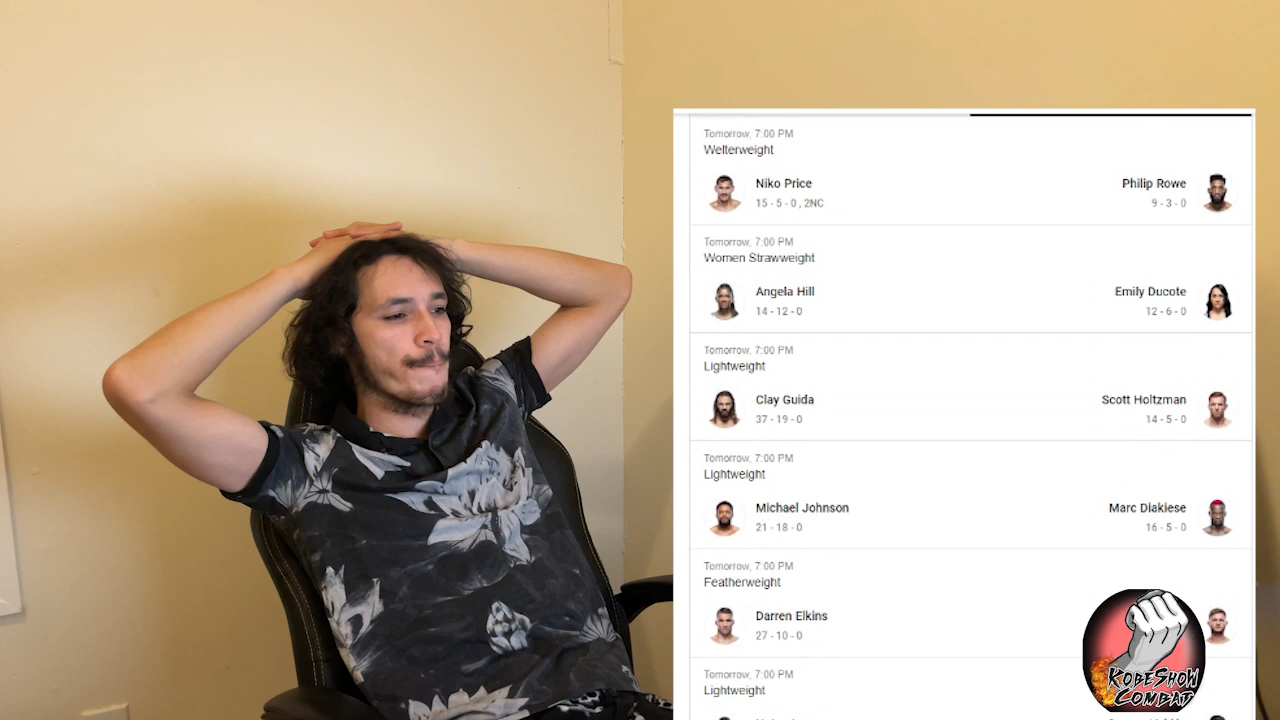 Tomorrow, 7:00 PM
Welterweight
Niko Price
Philip Rowe
15 - 5 - 0 , 2NC
9 - 3 - 0
Tomorrow, 7:00 PM
Women Strawweight
Angela Hill
Emily Ducote
14 - 12 - 0
12 - 6 - 0
Tomorrow, 7:00 PM
Lightweight
Clay Guida
Scott Holtzman
37 - 19 - 0
14 - 5 - 0
Tomorrow, 7:00 PM
Lightweight
Michael Johnson
Marc Diakiese
21 - 18 - 0
16 - 5 - 0
Tomorrow, 7:00 PM
Featherweight
Darren Elkins
27 - 10 - 0
Tomorrow, 7:00 PM
Lightweight
KOBESHOW
COMBAT